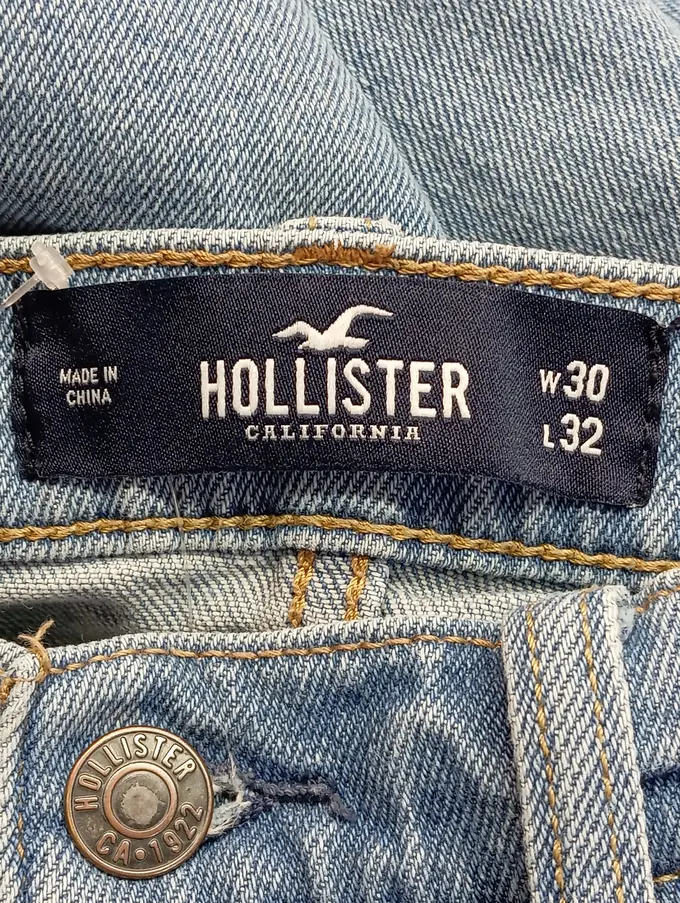 MADE IN
CHINA
HOLLISTER
CALIFORNIA
W30
L32
HOLLISTER
CA • 1922